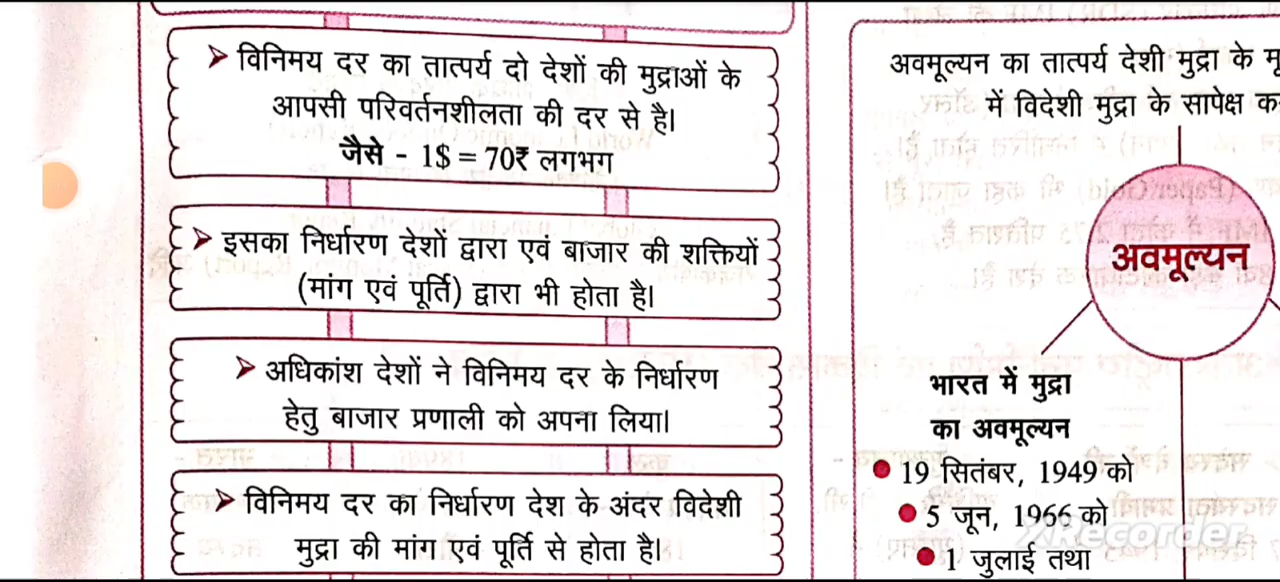 ➤ विनिमय दर का तात्पर्य दो देशों की मुद्राओं के
आपसी परिवर्तनशीलता की दर से है।
जैसे - 1$ = 70₹ लगभग
➤ इसका निर्धारण देशों द्वारा एवं बाजार की शक्तियों
(मांग एवं पूर्ति) द्वारा भी होता है।
➤ अधिकांश देशों ने विनिमय दर के निर्धारण
हेतु बाजार प्रणाली को अपना लिया।
➤ विनिमय दर का निर्धारण देश के अंदर विदेशी
मुद्रा की मांग एवं पूर्ति से होता है।
अवमूल्यन का तात्पर्य देशी मुद्रा के
में विदेशी मुद्रा के सापेक्ष
अवमूल्यन
भारत में मुद्रा
का अवमूल्यन
● 19 सितंबर, 1949 को
● 5 जून, 1966 को
● 1 जुलाई तथा
XRecorder